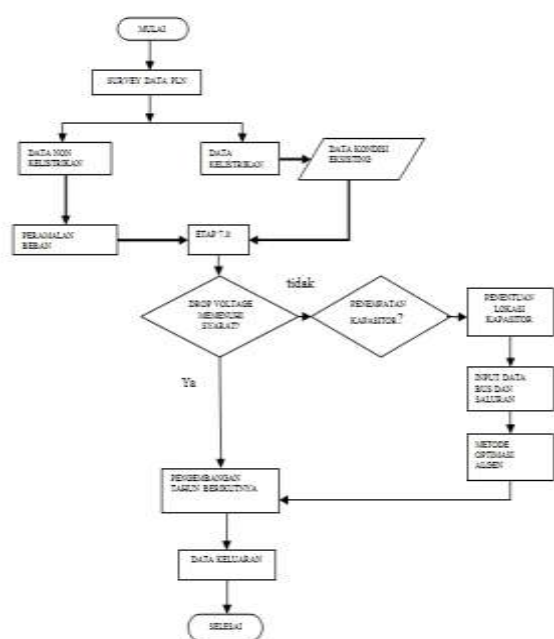 MULAI
SURVEY DATA PLN
DATA NON
KELISTRIKAN
DATA
KELISTRIKAN
DATA KONDISI
EKSISTING
PERAMALAN
BEBAN
ETAP
tidak
DROP VOLTAGE
MEMENUHI
SYARAT?
PENEMPATAN
KAPASITOR?
PENENTUAN
LOKASI
KAPASITOR
Ya
INPUT DATA
BUS DAN
SALURAN
METODE
OPTIMASI
ALGEN
PENGEMBANGAN
TAHUN BERIKUTNYA
DATA KELUARAN
SELESAI